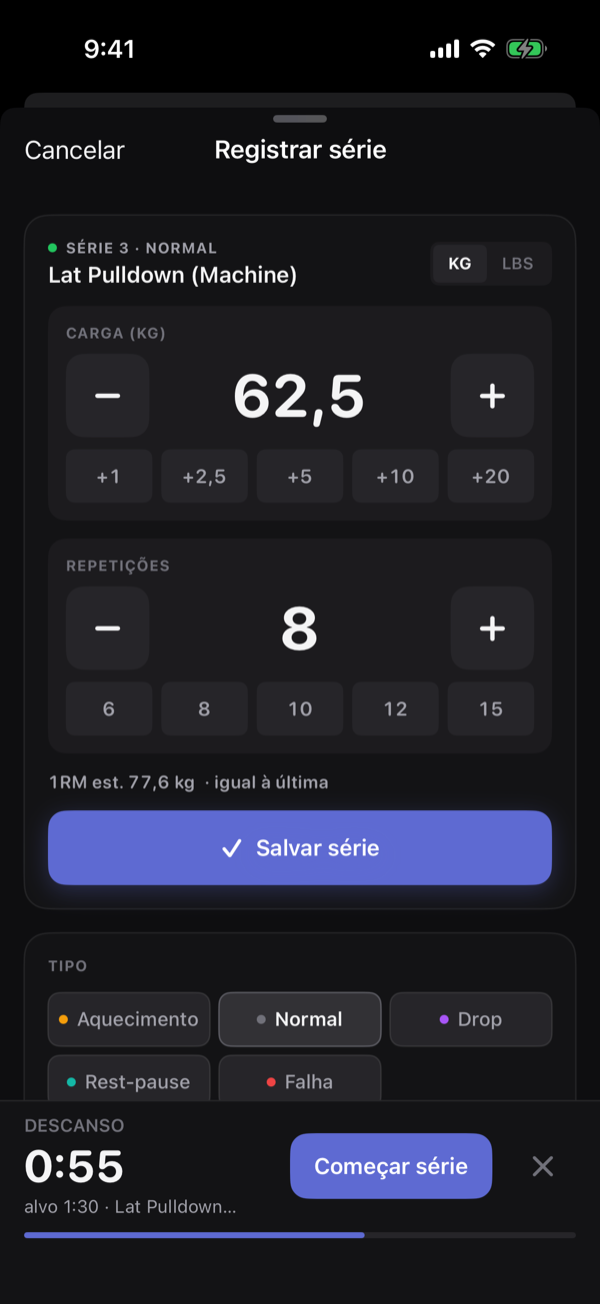 9:41
Cancelar
Registrar série
SÉRIE 3 · NORMAL
Lat Pulldown (Machine)
KG
LBS
CARGA (KG)
− 62,5 +
+1 +2,5 +5 +10 +20
REPETIÇÕES
− 8 +
6 8 10 12 15
1RM est. 77,6 kg · igual à última
Salvar série
TIPO
Aquecimento Normal Drop
Rest-pause Falha
DESCANSO
0:55
alvo 1:30 · Lat Pulldown...
Começar série